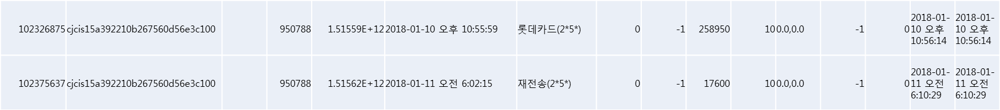 102326875 cjcis15a392210b267560d56e3c100 950788 1.51559E+12 2018-01-10 오후 10:55:59 롯데카드(2*5*) 0 -1 258950 100.0,0.0 -1 0 2018-01-10 오후 10:56:14 2018-01-10 오후 10:56:14
102375637 cjcis15a392210b267560d56e3c100 950788 1.51562E+12 2018-01-11 오전 6:02:15 재전송(2*5*) 0 -1 17600 100.0,0.0 -1 0 2018-01-11 오전 6:10:29 2018-01-11 오전 6:10:29